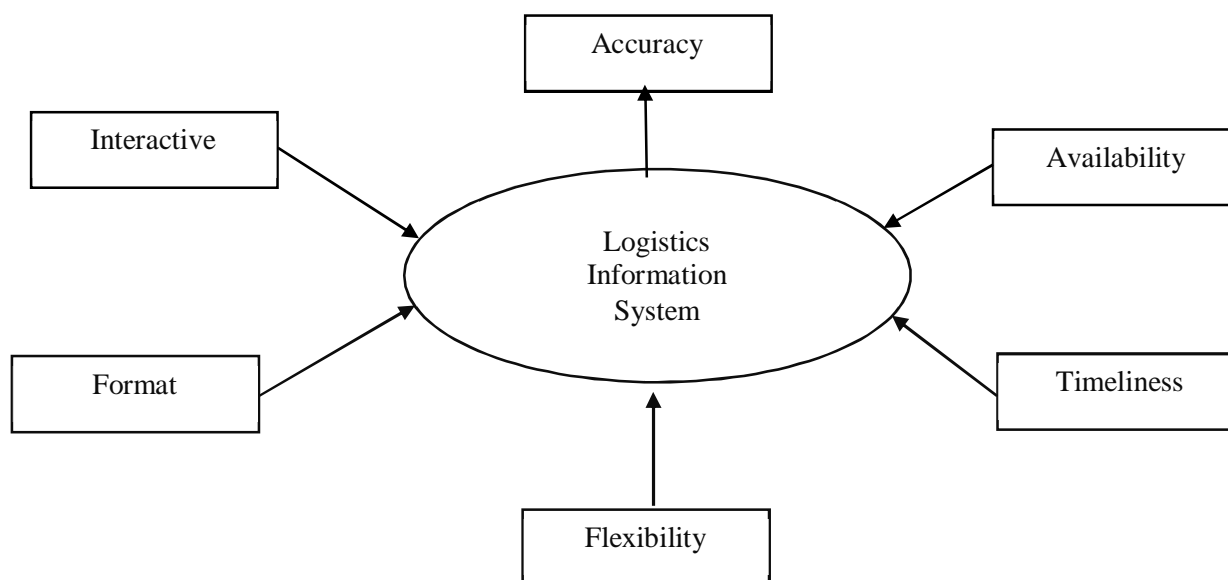 Accuracy
Interactive
Availability
Logistics
Information
System
Format
Timeliness
Flexibility